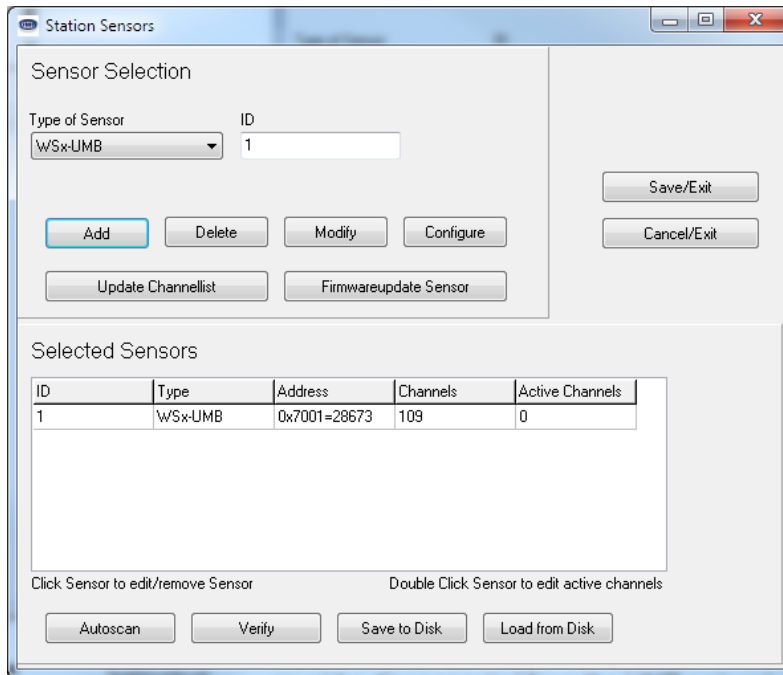 Station Sensors
Sensor Selection
Type of Sensor ID
WSx-UMB 1
Save/Exit
Add Delete Modify Configure Cancel/Exit
Update Channellist Firmwareupdate Sensor
Selected Sensors
ID Type Address Channels Active Channels
1 WSx-UMB 0x7001=28673 109 0
Click Sensor to edit/remove Sensor Double Click Sensor to edit active channels
Autoscan Verify Save to Disk Load from Disk